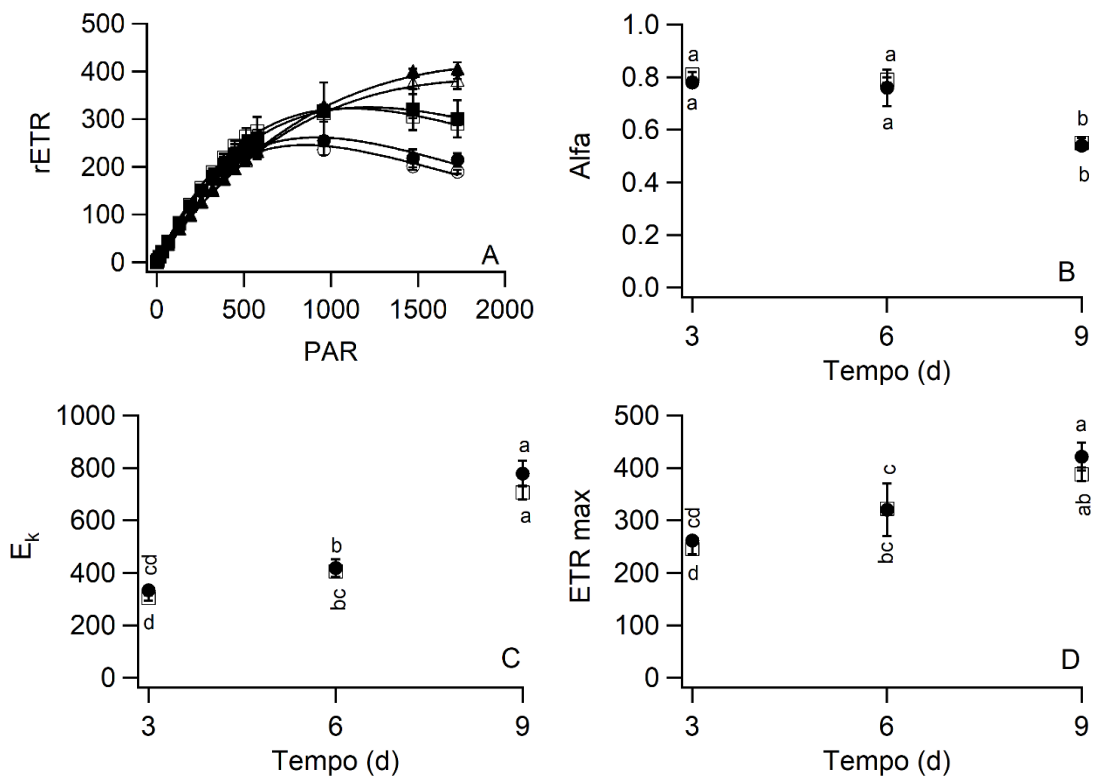 500
400
300
200
100
0
rETR
0
500
1000
1500
2000
PAR
A
1.0
0.8
0.6
0.4
0.2
0.0
Alfa
a
a
a
a
b
b
B
3
6
9
Tempo (d)
1000
800
600
400
200
0
Ek
cd
d
b
bc
a
a
C
3
6
9
Tempo (d)
500
400
300
200
100
0
ETR max
cd
d
c
bc
a
ab
D
3
6
9
Tempo (d)